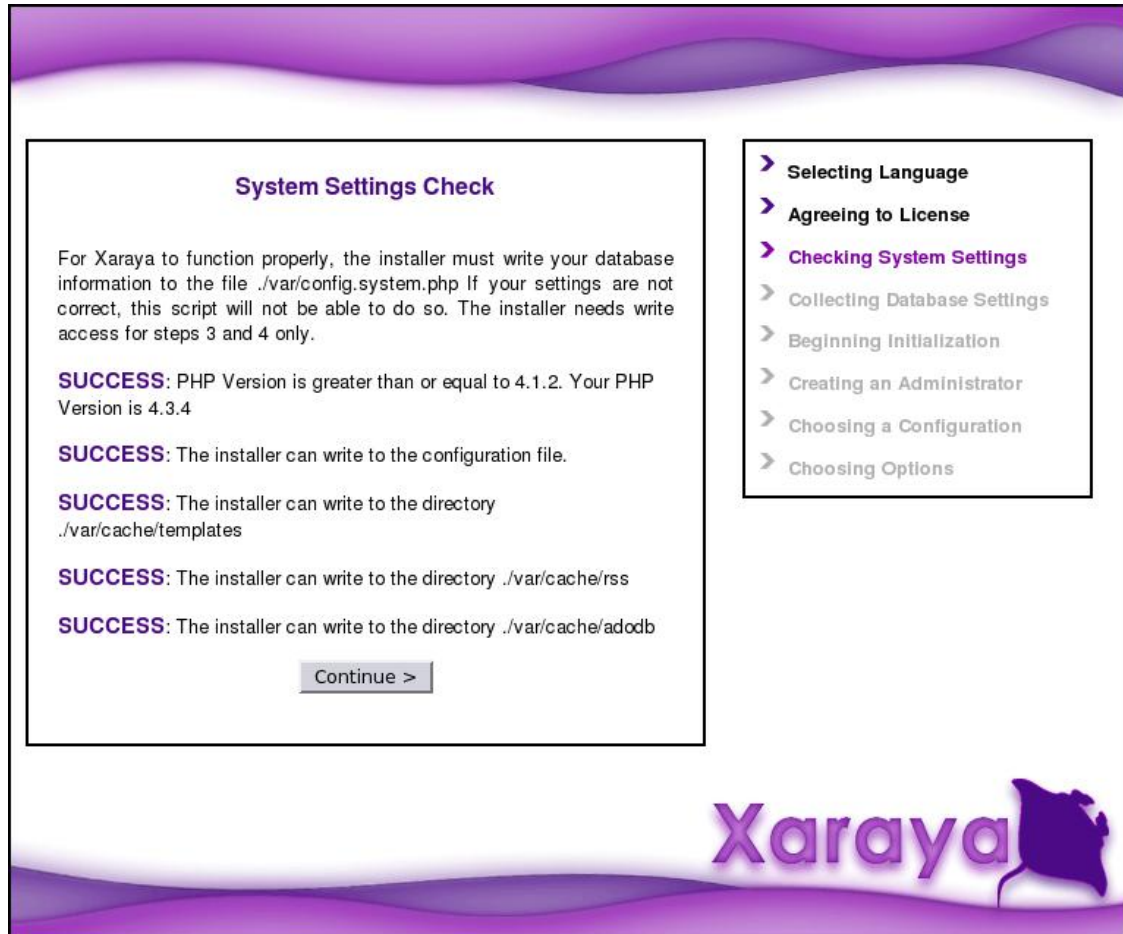 System Settings Check
For Xaraya to function properly, the installer must write your database
information to the file ./var/config.system.php If your settings are not
correct, this script will not be able to do so. The installer needs write
access for steps 3 and 4 only.
SUCCESS: PHP Version is greater than or equal to 4.1.2. Your PHP
Version is 4.3.4
SUCCESS: The installer can write to the configuration file.
SUCCESS: The installer can write to the directory
./var/cache/templates
SUCCESS: The installer can write to the directory ./var/cache/rss
SUCCESS: The installer can write to the directory ./var/cache/adodb
Continue >
Selecting Language
Agreeing to License
Checking System Settings
Collecting Database Settings
Beginning Initialization
Creating an Administrator
Choosing a Configuration
Choosing Options
Xaraya